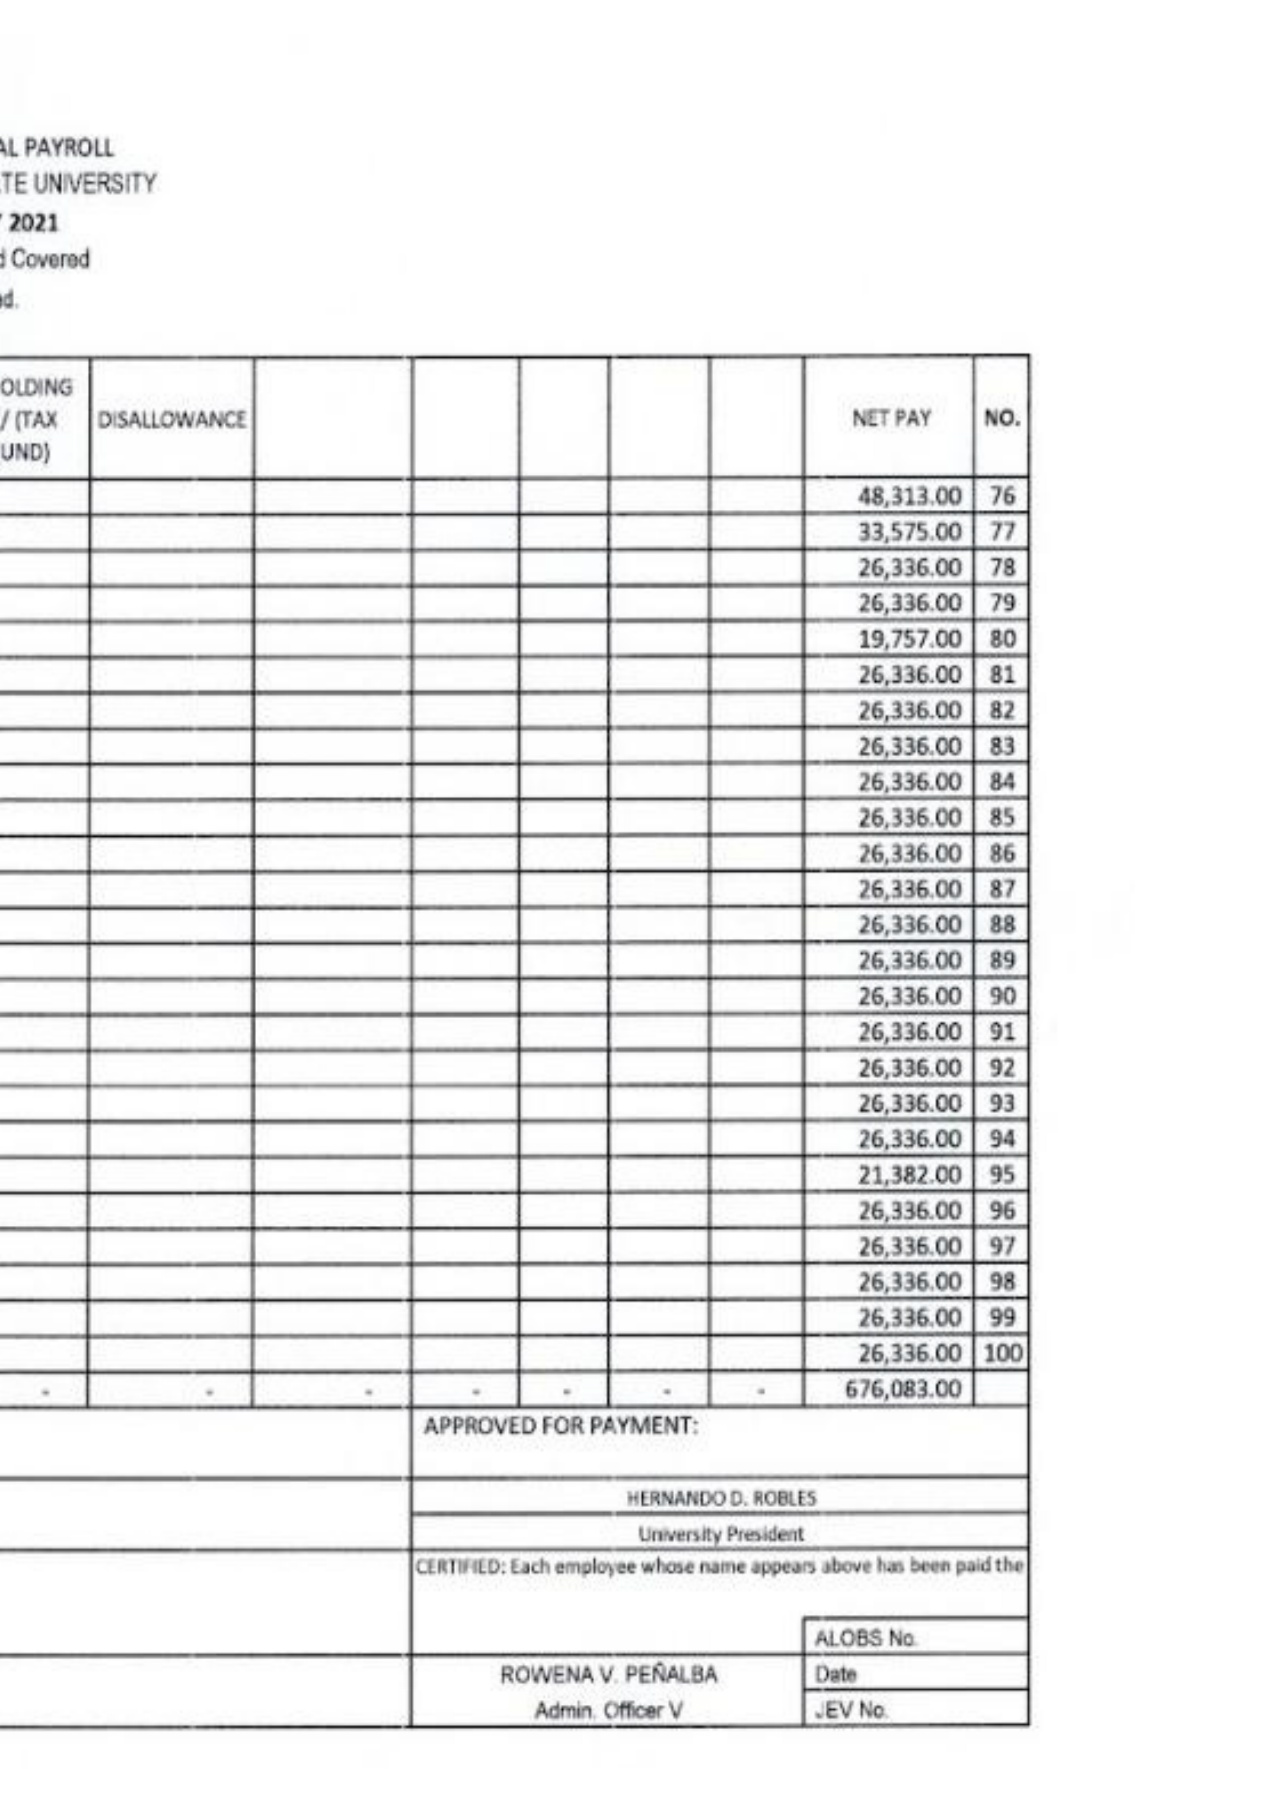 AL PAYROLL
TE UNIVERSITY
Y 2021
d Covered
ed.
OLDING
/ (TAX
UND)
DISALLOWANCE
NET PAY
NO.
48,313.00 76
33,575.00 77
26,336.00 78
26,336.00 79
19,757.00 80
26,336.00 81
26,336.00 82
26,336.00 83
26,336.00 84
26,336.00 85
26,336.00 86
26,336.00 87
26,336.00 88
26,336.00 89
26,336.00 90
26,336.00 91
26,336.00 92
26,336.00 93
26,336.00 94
21,382.00 95
26,336.00 96
26,336.00 97
26,336.00 98
26,336.00 99
26,336.00 100
- - - - - - - 676,083.00
APPROVED FOR PAYMENT:
HERNANDO D. ROBLES
University President
CERTIFIED: Each employee whose name appears above has been paid the
ALOBS No.
ROWENA V. PEÑALBA Date
Admin. Officer V JEV No.